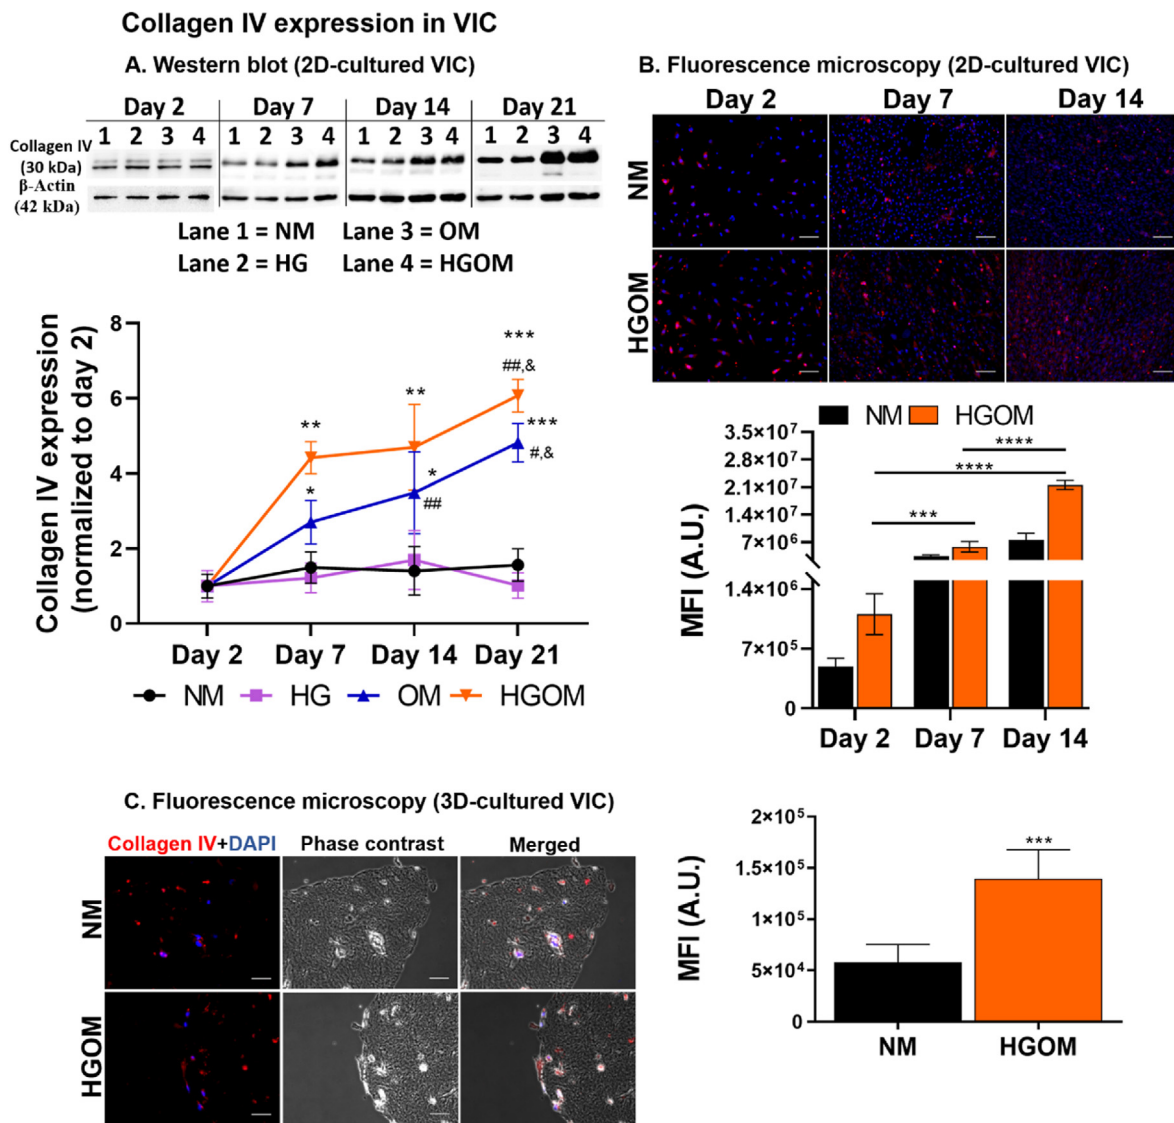 Collagen IV expression in VIC
A. Western blot (2D-cultured VIC)
Day 2 Day 7 Day 14 Day 21
1 2 3 4 1 2 3 4 1 2 3 4 1 2 3 4
Collagen IV
(30 kDa)
β-Actin
(42 kDa)
Lane 1 = NM Lane 3 = OM
Lane 2 = HG Lane 4 = HGOM
Collagen IV expression
(normalized to day 2)
8
6
4
2
0
***
##,&
**
**
***
#,&
*
*
##
Day 2 Day 7 Day 14 Day 21
NM HG OM HGOM
B. Fluorescence microscopy (2D-cultured VIC)
Day 2 Day 7 Day 14
NM
HGOM
NM HGOM
MFI (A.U.)
3.5×10⁷
2.8×10⁷
2.1×10⁷
1.4×10⁷
7×10⁶
1.4×10⁶
7×10⁵
0
****
****
***
Day 2 Day 7 Day 14
C. Fluorescence microscopy (3D-cultured VIC)
Collagen IV+DAPI Phase contrast Merged
NM
HGOM
MFI (A.U.)
2×10⁵
1.5×10⁵
1×10⁵
5×10⁴
0
***
NM HGOM